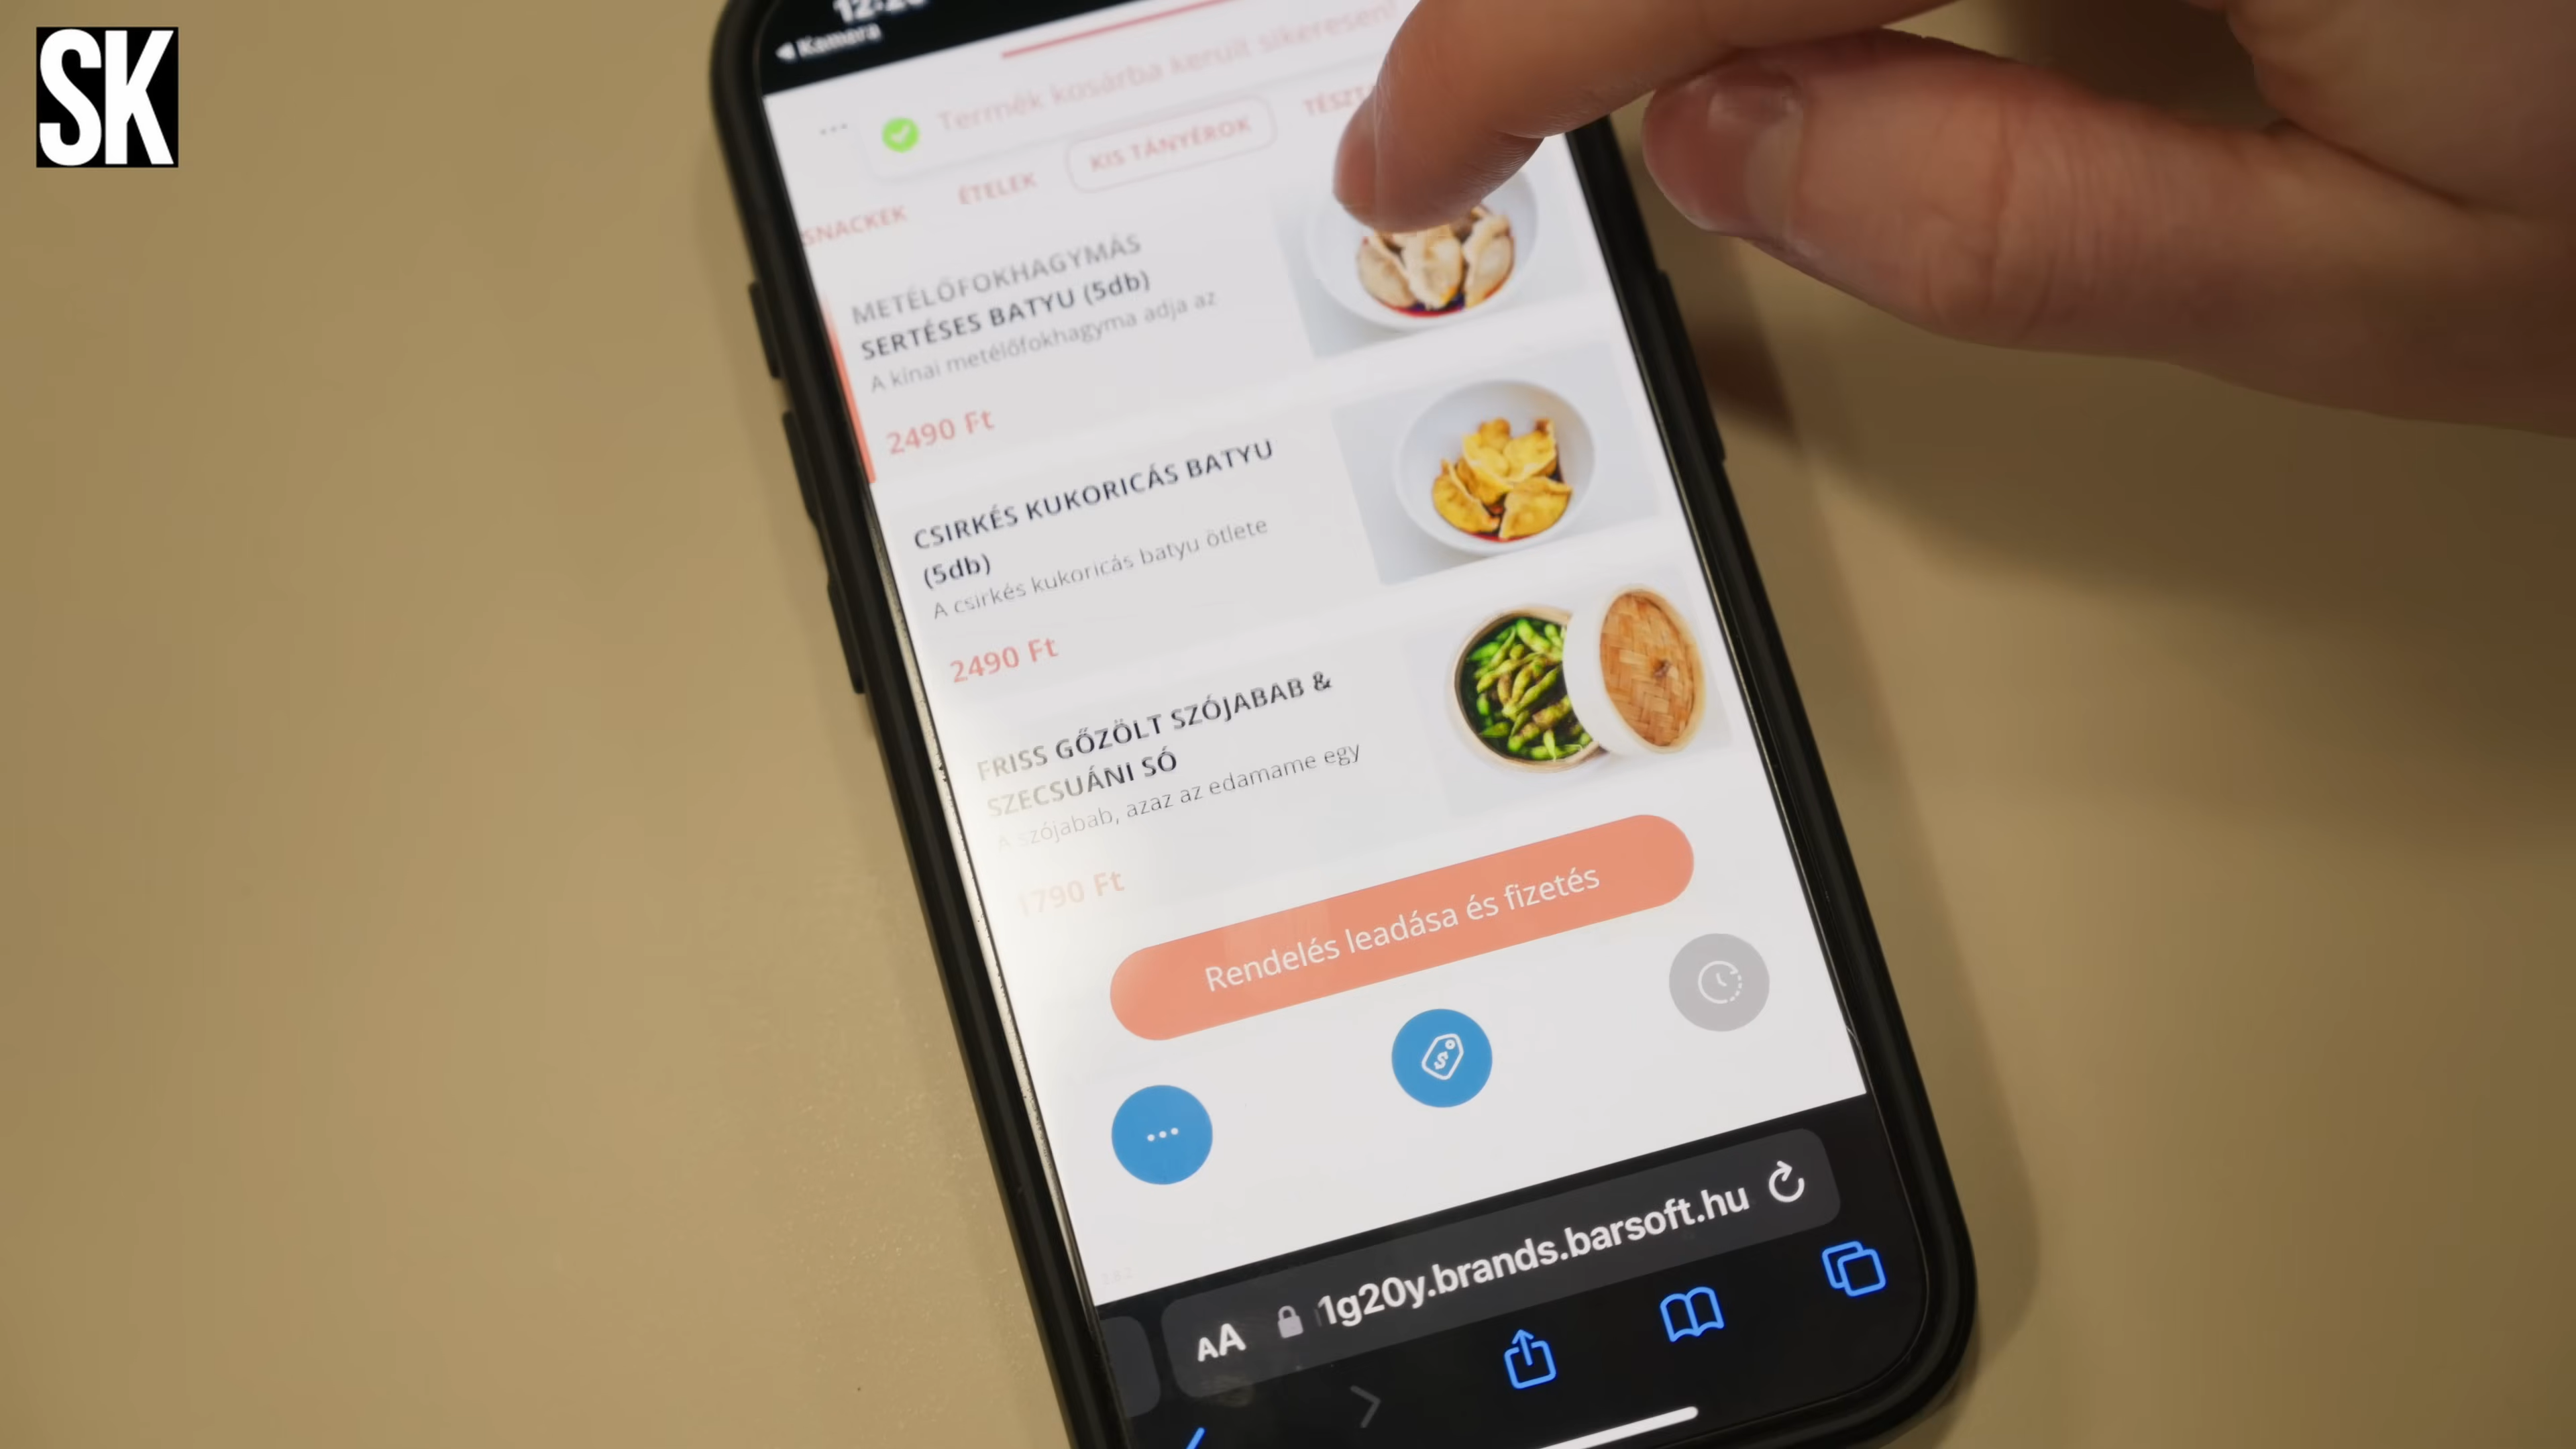 SK
Kamera
Termék kosárba került sikeresen!
SNACKEK
ÉTELEK
KIS TÁNYÉROK
METÉLŐFOKHAGYMÁS
SERTÉSES BATYU (5db)
A kínai metélőfokhagyma adja az
2490 Ft
CSIRKÉS KUKORICÁS BATYU
(5db)
A csirkés kukoricás batyu ötlete
2490 Ft
FRISS GŐZÖLT SZÓJABAB &
SZECSUÁNI SÓ
A szójabab, azaz az edamame egy
1790 Ft
Rendelés leadása és fizetés
AA
1g20y.brands.barsoft.hu